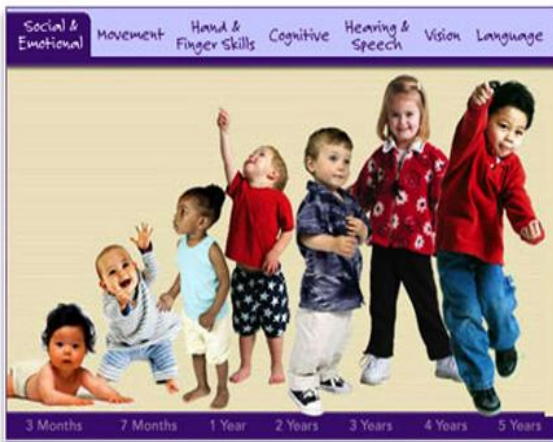 Social &
Emotional
Movement
Hand &
Finger Skills
Cognitive
Hearing &
Speech
Vision
Language
3 Months
7 Months
1 Year
2 Years
3 Years
4 Years
5 Years